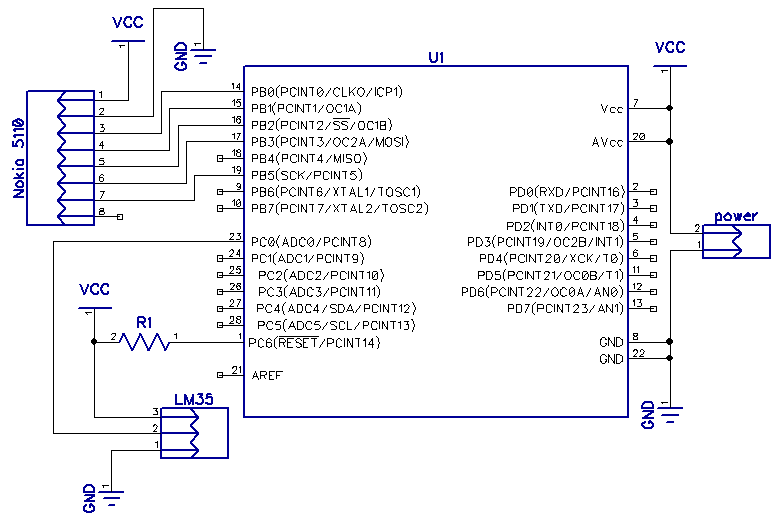 VCC
1
GND
1
Nokia 5110
1
2
3
4
5
6
7
8
U1
14 PB0(PCINT0/CLKO/ICP1)
15 PB1(PCINT1/OC1A)
16 PB2(PCINT2/SS/OC1B)
17 PB3(PCINT3/OC2A/MOSI)
18 PB4(PCINT4/MISO)
19 PB5(SCK/PCINT5)
9 PB6(PCINT6/XTAL1/TOSC1)
10 PB7(PCINT7/XTAL2/TOSC2)
23 PC0(ADC0/PCINT8)
24 PC1(ADC1/PCINT9)
25 PC2(ADC2/PCINT10)
26 PC3(ADC3/PCINT11)
27 PC4(ADC4/SDA/PCINT12)
28 PC5(ADC5/SCL/PCINT13)
1 PC6(RESET/PCINT14)
21 AREF
Vcc 7
AVcc 20
PD0(RXD/PCINT16) 2
PD1(TXD/PCINT17) 3
PD2(INT0/PCINT18) 4
PD3(PCINT19/OC2B/INT1) 5
PD4(PCINT20/XCK/T0) 6
PD5(PCINT21/OC0B/T1) 11
PD6(PCINT22/OC0A/AN0) 12
PD7(PCINT23/AN1) 13
GND 8
GND 22
VCC
1
power
2
1
GND
1
VCC
1
R1
2 1
LM35
3
2
1
GND
1